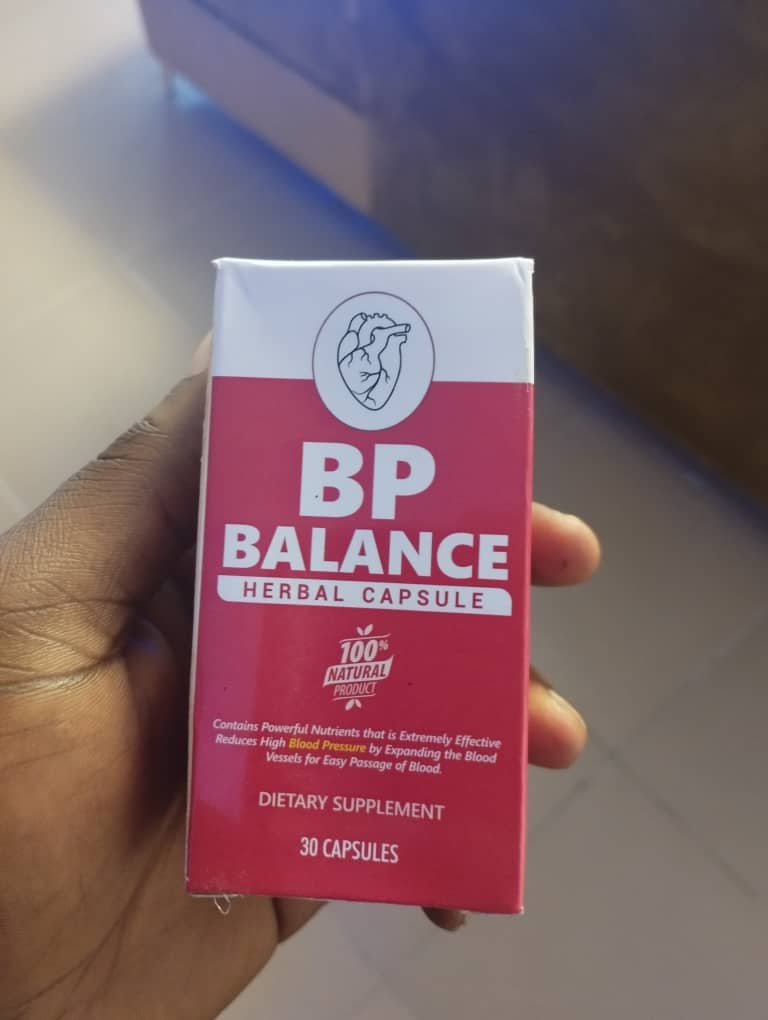 BP
BALANCE
HERBAL CAPSULE
100%
NATURAL
PRODUCT
Contains Powerful Nutrients that is Extremely Effective
Reduces High Blood Pressure by Expanding the Blood
Vessels for Easy Passage of Blood.
DIETARY SUPPLEMENT
30 CAPSULES